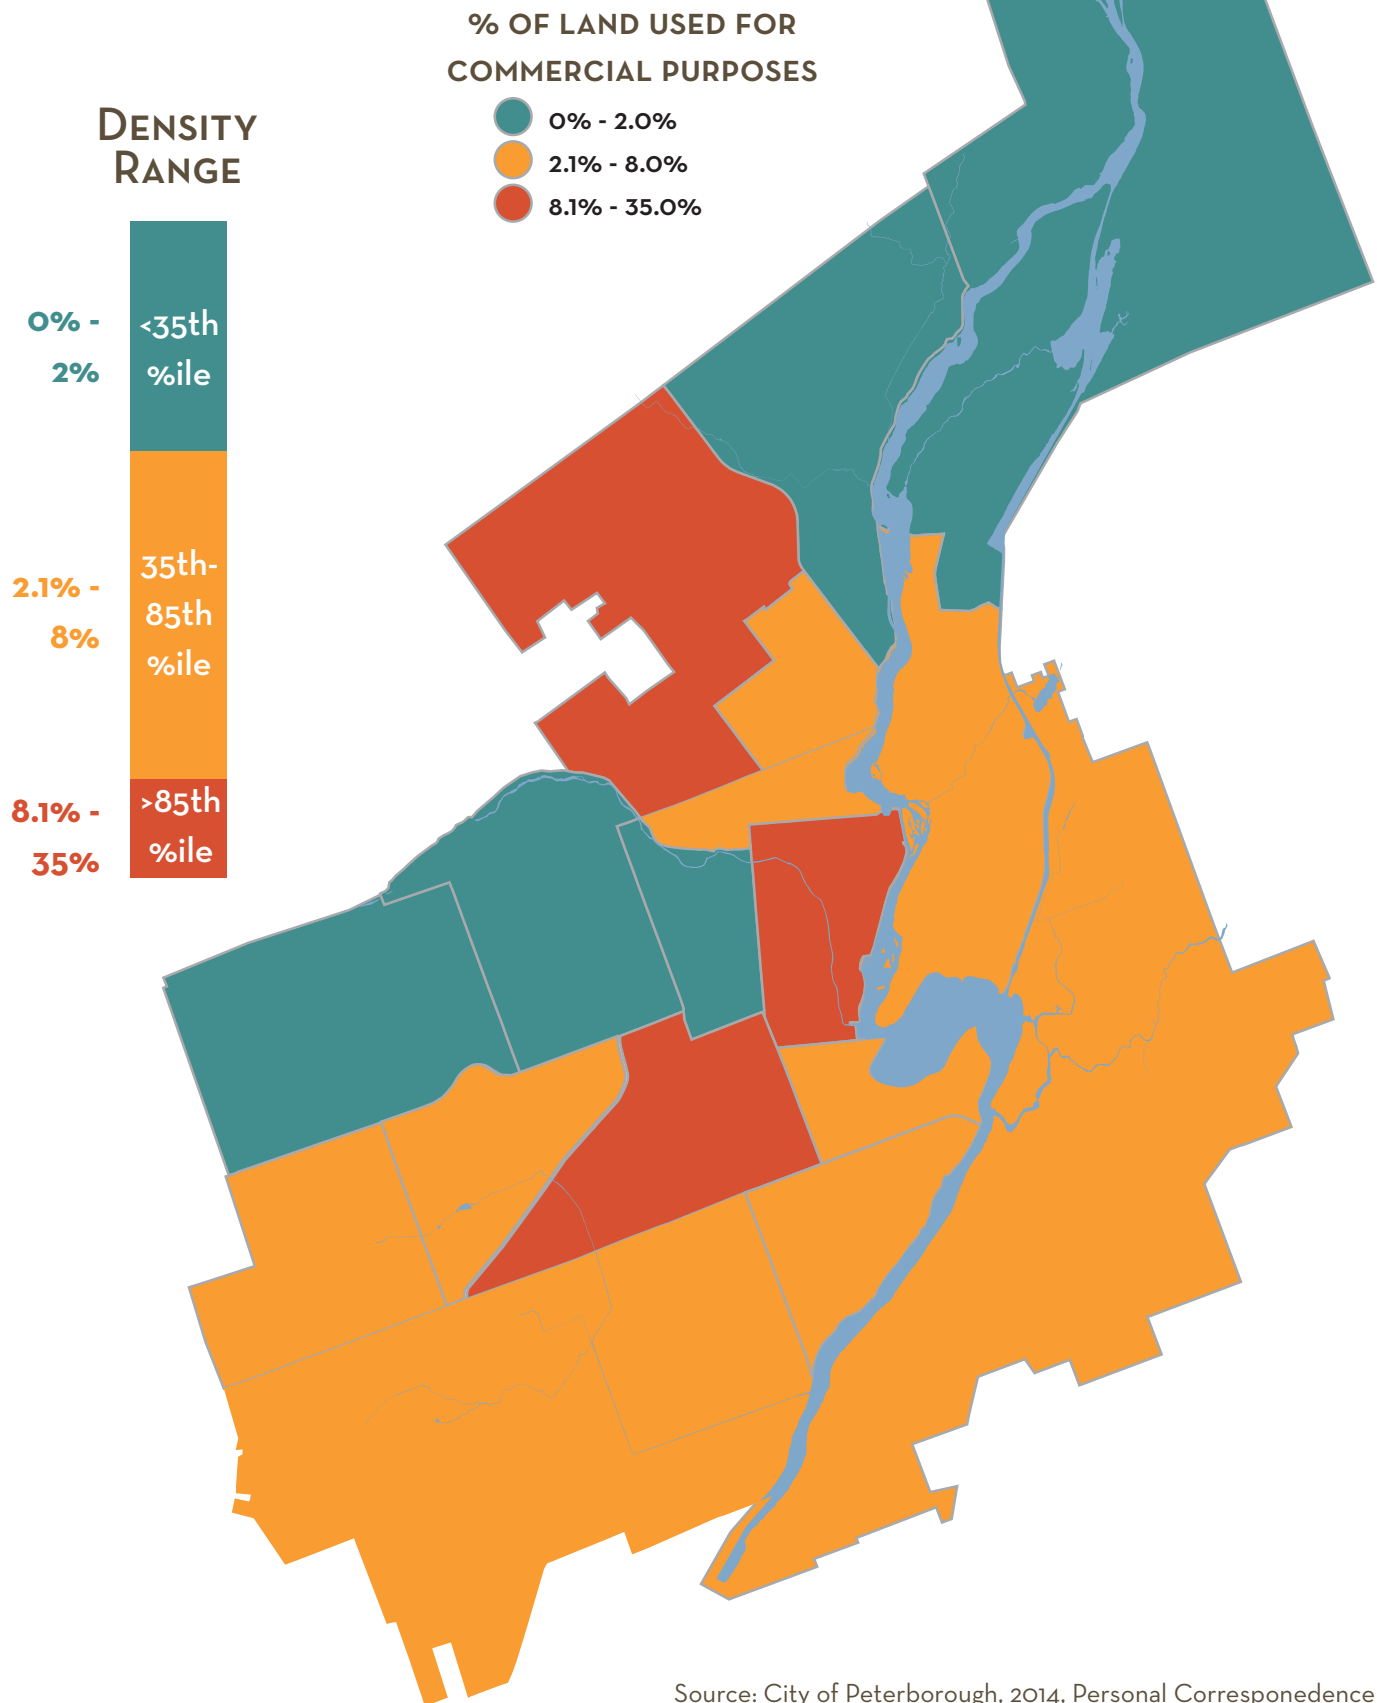 % OF LAND USED FOR
COMMERCIAL PURPOSES
0% - 2.0%
2.1% - 8.0%
8.1% - 35.0%
DENSITY
RANGE
0% -
2%
<35th
%ile
2.1% -
8%
35th-
85th
%ile
8.1% -
35%
>85th
%ile
Source: City of Peterborough, 2014, Personal Corresponedence